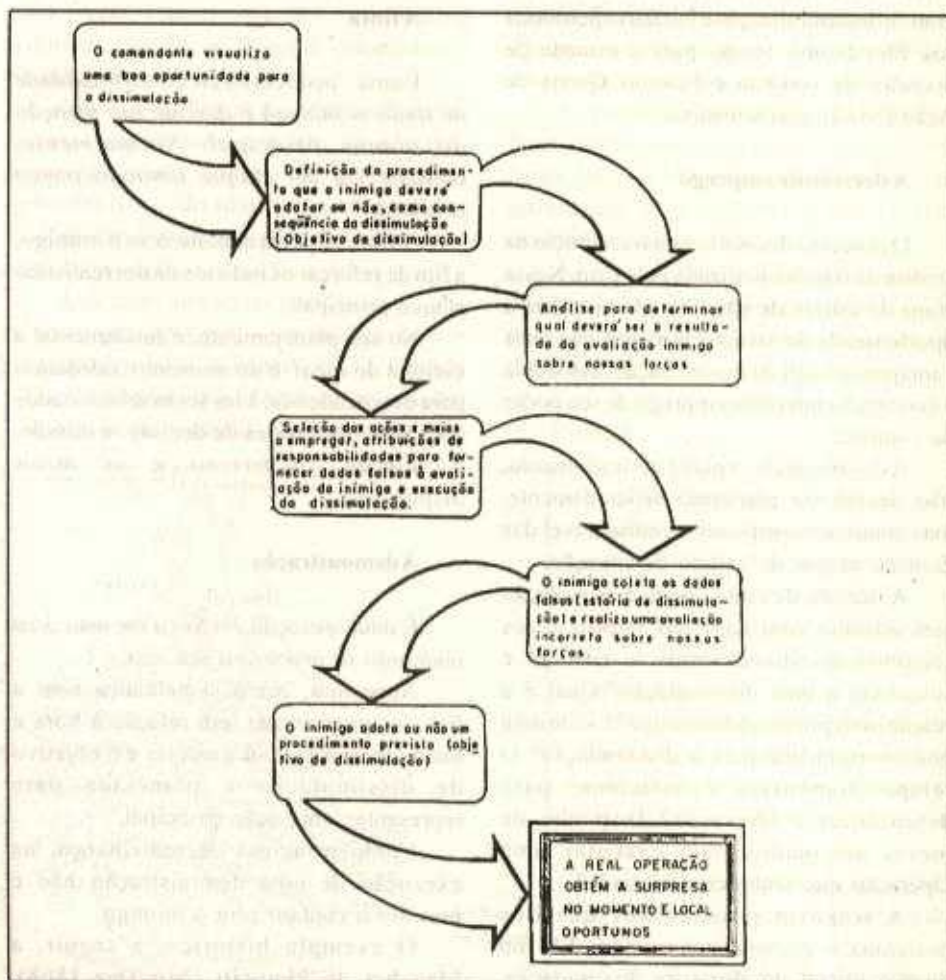 O comandante visualiza
uma boa oportunidade para
a dissimulação
Definição do procedimen-
to que o inimigo deverá
adotar ou não, como con-
seqüência da dissimulação
(Objetivo de dissimulação)
Análise para determinar
qual deverá ser o resulta-
do da avaliação inimiga
sobre nossas forças
Seleção das ações e meios
a empregar, atribuições de
responsabilidades para for-
necer dados falsos à avali-
ação do inimigo e execução
da dissimulação.
O inimigo coleta os dados
falsos (estória de dissimula-
ção) e realiza uma avaliação
incorreta sobre nossas
forças.
O inimigo adota ou não um
procedimento previsto (obje
tivo da dissimulação)
A REAL OPERAÇÃO
OBTÉM A SURPRESA
NO MOMENTO E LOCAL
OPORTUNOS